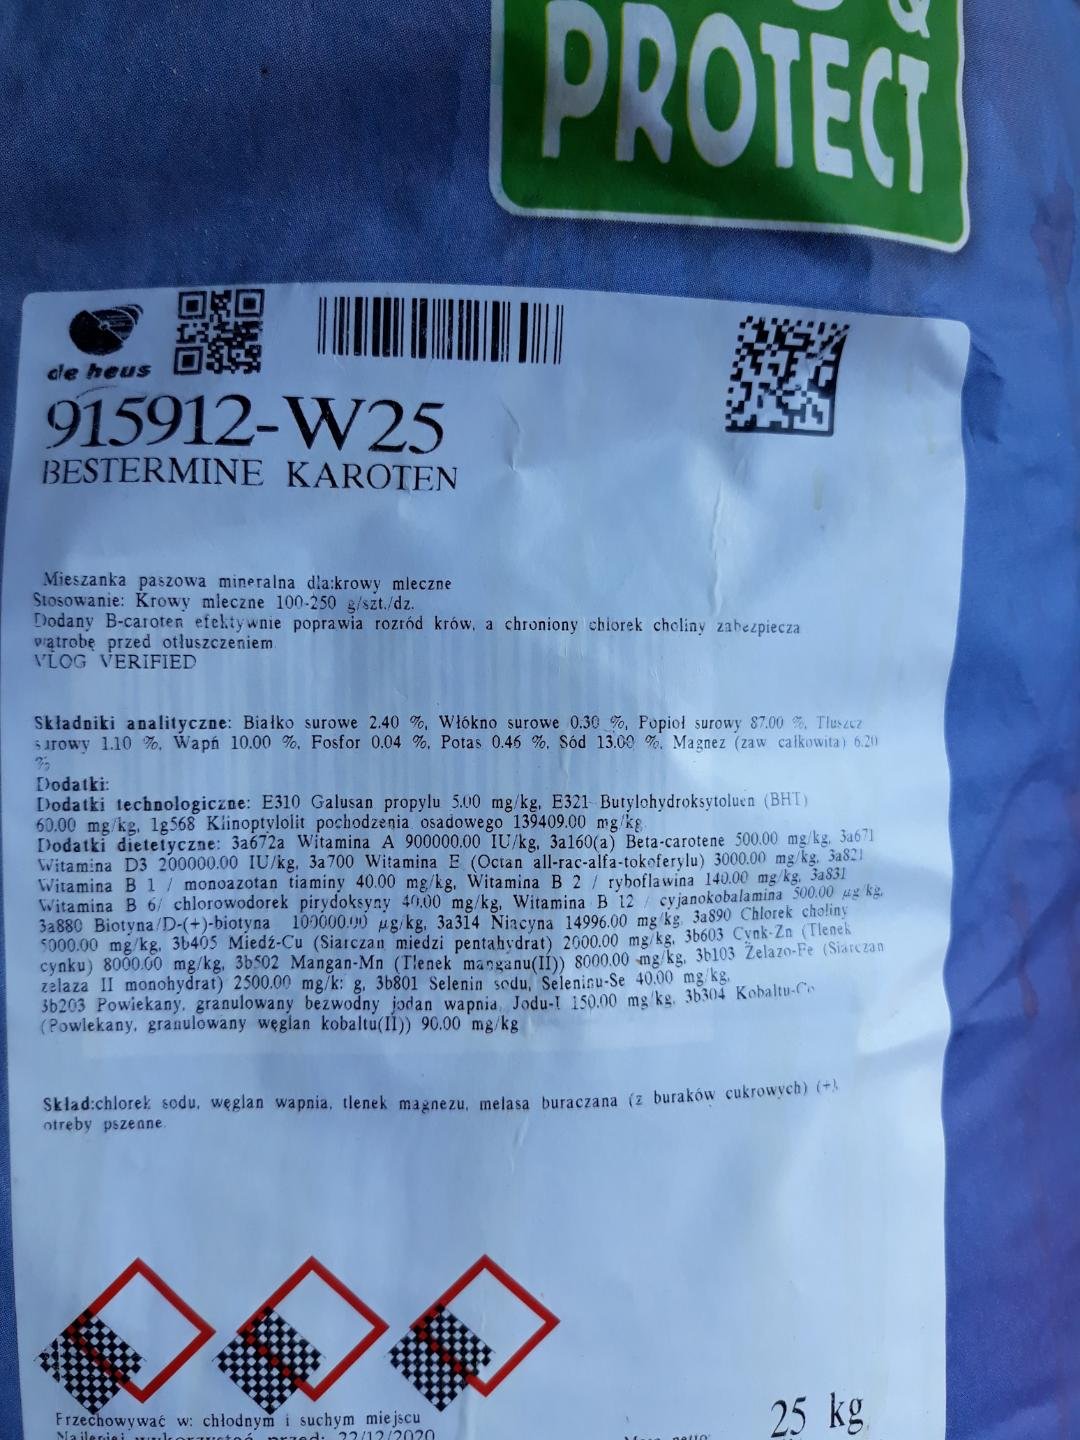 PROTECT
de heus
915912-W25
BESTERMINE KAROTEN
Mieszanka paszowa mineralna dla:krowy mleczne
Stosowanie: Krowy mleczne 100-250 g/szt./dz.
Dodany B-caroten efektywnie poprawia rozród krów, a chroniony chlorek choliny zabezpiecza
wątrobę przed otłuszczeniem
VLOG VERIFIED
Składniki analityczne: Białko surowe 2.40 %, Włókno surowe 0.30 %, Popiół surowy 87.00 %, Tłuszcz
surowy 1.10 %, Wapń 10.00 %, Fosfor 0.04 %, Potas 0.46 %, Sód 13.00 %, Magnez (zaw całkowita) 6.20
%
Dodatki:
Dodatki technologiczne: E310 Galusan propylu 5.00 mg/kg, E321 Butylohydroksytoluen (BHT)
60.00 mg/kg, 1g568 Klinoptylolit pochodzenia osadowego 139409.00 mg/kg
Dodatki dietetyczne: 3a672a Witamina A 900000.00 IU/kg, 3a160(a) Beta-carotene 500.00 mg/kg, 3a671
Witamina D3 200000.00 IU/kg, 3a700 Witamina E (Octan all-rac-alfa-tokoferylu) 3000.00 mg/kg, 3a821
Witamina B 1 / monoazotan tiaminy 40.00 mg/kg, Witamina B 2 / ryboflawina 140.00 mg/kg, 3a831
Witamina B 6/ chlorowodorek pirydoksyny 40.00 mg/kg, Witamina B 12 / cyjanokobalamina 500.00 µg/kg,
3a880 Biotyna/D-(+)-biotyna 100000.00 µg/kg, 3a314 Niacyna 14996.00 mg/kg, 3a890 Chlorek choliny
5000.00 mg/kg, 3b405 Miedź-Cu (Siarczan miedzi pentahydrat) 2000.00 mg/kg, 3b603 Cynk-Zn (Tlenek
cynku) 8000.00 mg/kg, 3b502 Mangan-Mn (Tlenek manganu(II)) 8000.00 mg/kg, 3b103 Żelazo-Fe (Siarczan
żelaza II monohydrat) 2500.00 mg/k: g, 3b801 Selenin sodu, Seleninu-Se 40.00 mg/kg,
3b203 Powlekany, granulowany bezwodny jodan wapnia, Jodu-I 150.00 mg/kg, 3b304 Kobaltu-Co
(Powlekany, granulowany węglan kobaltu(II)) 90.00 mg/kg
Skład:chlorek sodu, węglan wapnia, tlenek magnezu, melasa buraczana (z buraków cukrowych) (+),
otręby pszenne.
Przechowywać w: chłodnym i suchym miejscu
Najlepiej wykorzystać przed: 22/12/2020
Masa netto:
25 kg